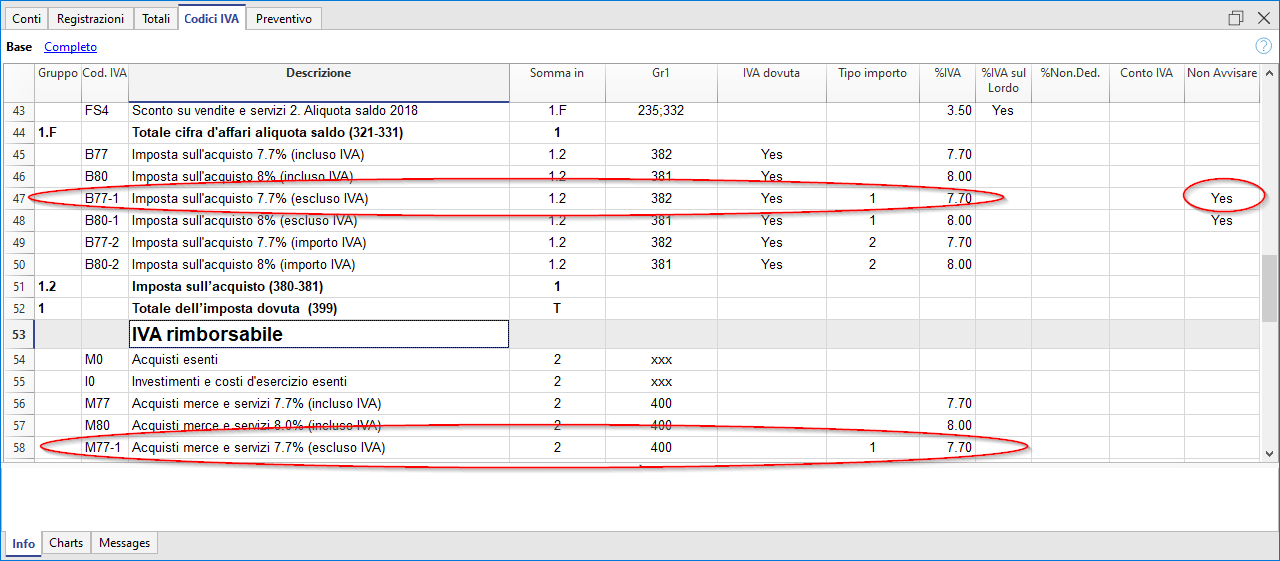 Conti Registrazioni Totali Codici IVA Preventivo
Base Completo
Gruppo Cod. IVA Descrizione Somma in Gr1 IVA dovuta Tipo importo %IVA %IVA sul Lordo %Non.Ded. Conto IVA Non Avvisare
43 FS4 Sconto su vendite e servizi 2. Aliquota saldo 2018 1.F 235;332 3.50 Yes
44 1.F Totale cifra d'affari aliquota saldo (321-331) 1
45 B77 Imposta sull'acquisto 7.7% (incluso IVA) 1.2 382 Yes 7.70
46 B80 Imposta sull'acquisto 8% (incluso IVA) 1.2 381 Yes 8.00
47 B77-1 Imposta sull'acquisto 7.7% (escluso IVA) 1.2 382 Yes 1 7.70 Yes
48 B80-1 Imposta sull'acquisto 8% (escluso IVA) 1.2 381 Yes 1 8.00 Yes
49 B77-2 Imposta sull'acquisto 7.7% (importo IVA) 1.2 382 Yes 2 7.70
50 B80-2 Imposta sull'acquisto 8% (importo IVA) 1.2 381 Yes 2 8.00
51 1.2 Imposta sull'acquisto (380-381) 1
52 1 Totale dell’imposta dovuta (399) T
53 IVA rimborsabile
54 M0 Acquisti esenti 2 xxx
55 I0 Investimenti e costi d'esercizio esenti 2 xxx
56 M77 Acquisti merce e servizi 7.7% (incluso IVA) 2 400 7.70
57 M80 Acquisti merce e servizi 8.0% (incluso IVA) 2 400 8.00
58 M77-1 Acquisti merce e servizi 7.7% (escluso IVA) 2 400 1 7.70
Info Charts Messages